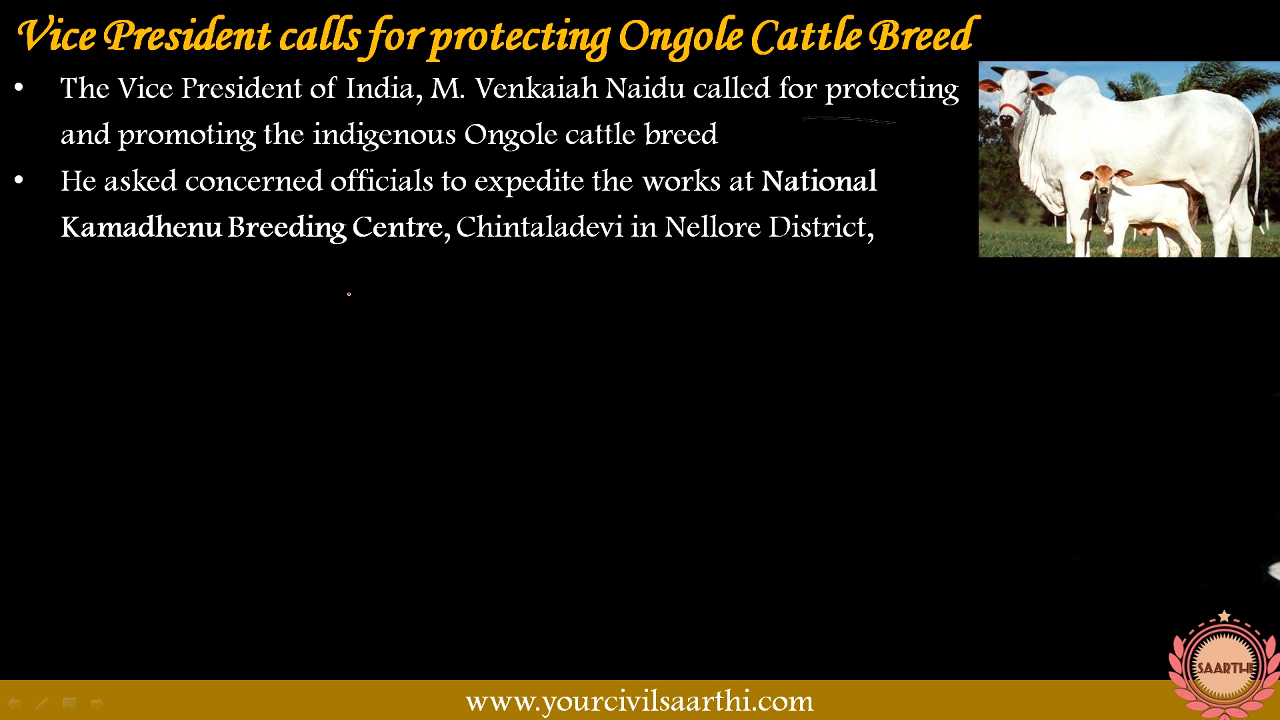 Vice President calls for protecting Ongole Cattle Breed
• The Vice President of India, M. Venkaiah Naidu called for protecting
and promoting the indigenous Ongole cattle breed
• He asked concerned officials to expedite the works at National
Kamadhenu Breeding Centre, Chintaladevi in Nellore District,
SAARTHI
www.yourcivilsaarthi.com